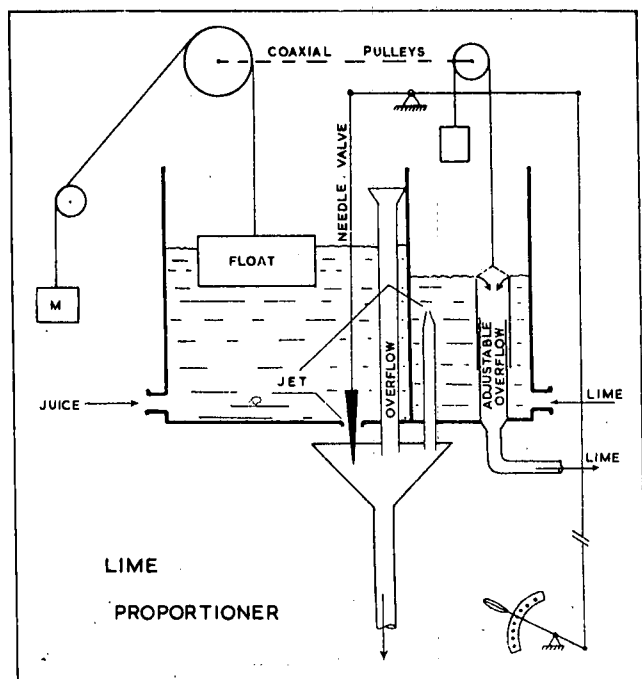 COAXIAL PULLEYS
NEEDLE VALVE
FLOAT
M
JET
OVERFLOW
ADJUSTABLE
OVERFLOW
JUICE
LIME
LIME
LIME
PROPORTIONER